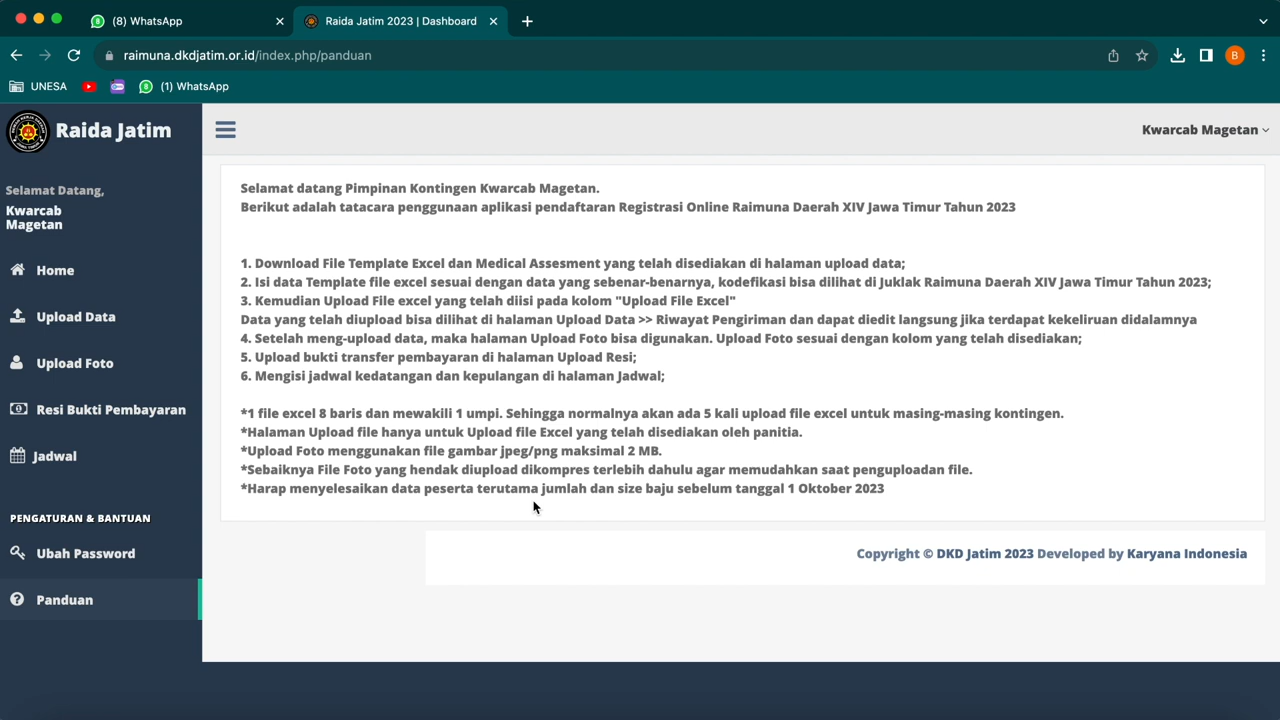 (8) WhatsApp
Raida Jatim 2023 | Dashboard
raimuna.dkdjatim.or.id/index.php/panduan
B
UNESA
(1) WhatsApp
Raida Jatim
Kwarcab Magetan
Selamat Datang,
Kwarcab
Magetan
Home
Upload Data
Upload Foto
Resi Bukti Pembayaran
Jadwal
PENGATURAN & BANTUAN
Ubah Password
Panduan
Selamat datang Pimpinan Kontingen Kwarcab Magetan.
Berikut adalah tatacara penggunaan aplikasi pendaftaran Registrasi Online Raimuna Daerah XIV Jawa Timur Tahun 2023
1. Download File Template Excel dan Medical Assesment yang telah disediakan di halaman upload data;
2. Isi data Template file excel sesuai dengan data yang sebenar-benarnya, kodefikasi bisa dilihat di Juklak Raimuna Daerah XIV Jawa Timur Tahun 2023;
3. Kemudian Upload File excel yang telah diisi pada kolom "Upload File Excel"
Data yang telah diupload bisa dilihat di halaman Upload Data >> Riwayat Pengiriman dan dapat diedit langsung jika terdapat kekeliruan didalamnya
4. Setelah meng-upload data, maka halaman Upload Foto bisa digunakan. Upload Foto sesuai dengan kolom yang telah disediakan;
5. Upload bukti transfer pembayaran di halaman Upload Resi;
6. Mengisi jadwal kedatangan dan kepulangan di halaman Jadwal;
*1 file excel 8 baris dan mewakili 1 umpi. Sehingga normalnya akan ada 5 kali upload file excel untuk masing-masing kontingen.
*Halaman Upload file hanya untuk Upload file Excel yang telah disediakan oleh panitia.
*Upload Foto menggunakan file gambar jpeg/png maksimal 2 MB.
*Sebaiknya File Foto yang hendak diupload dikompres terlebih dahulu agar memudahkan saat penguploadan file.
*Harap menyelesaikan data peserta terutama jumlah dan size baju sebelum tanggal 1 Oktober 2023
Copyright © DKD Jatim 2023 Developed by Karyana Indonesia